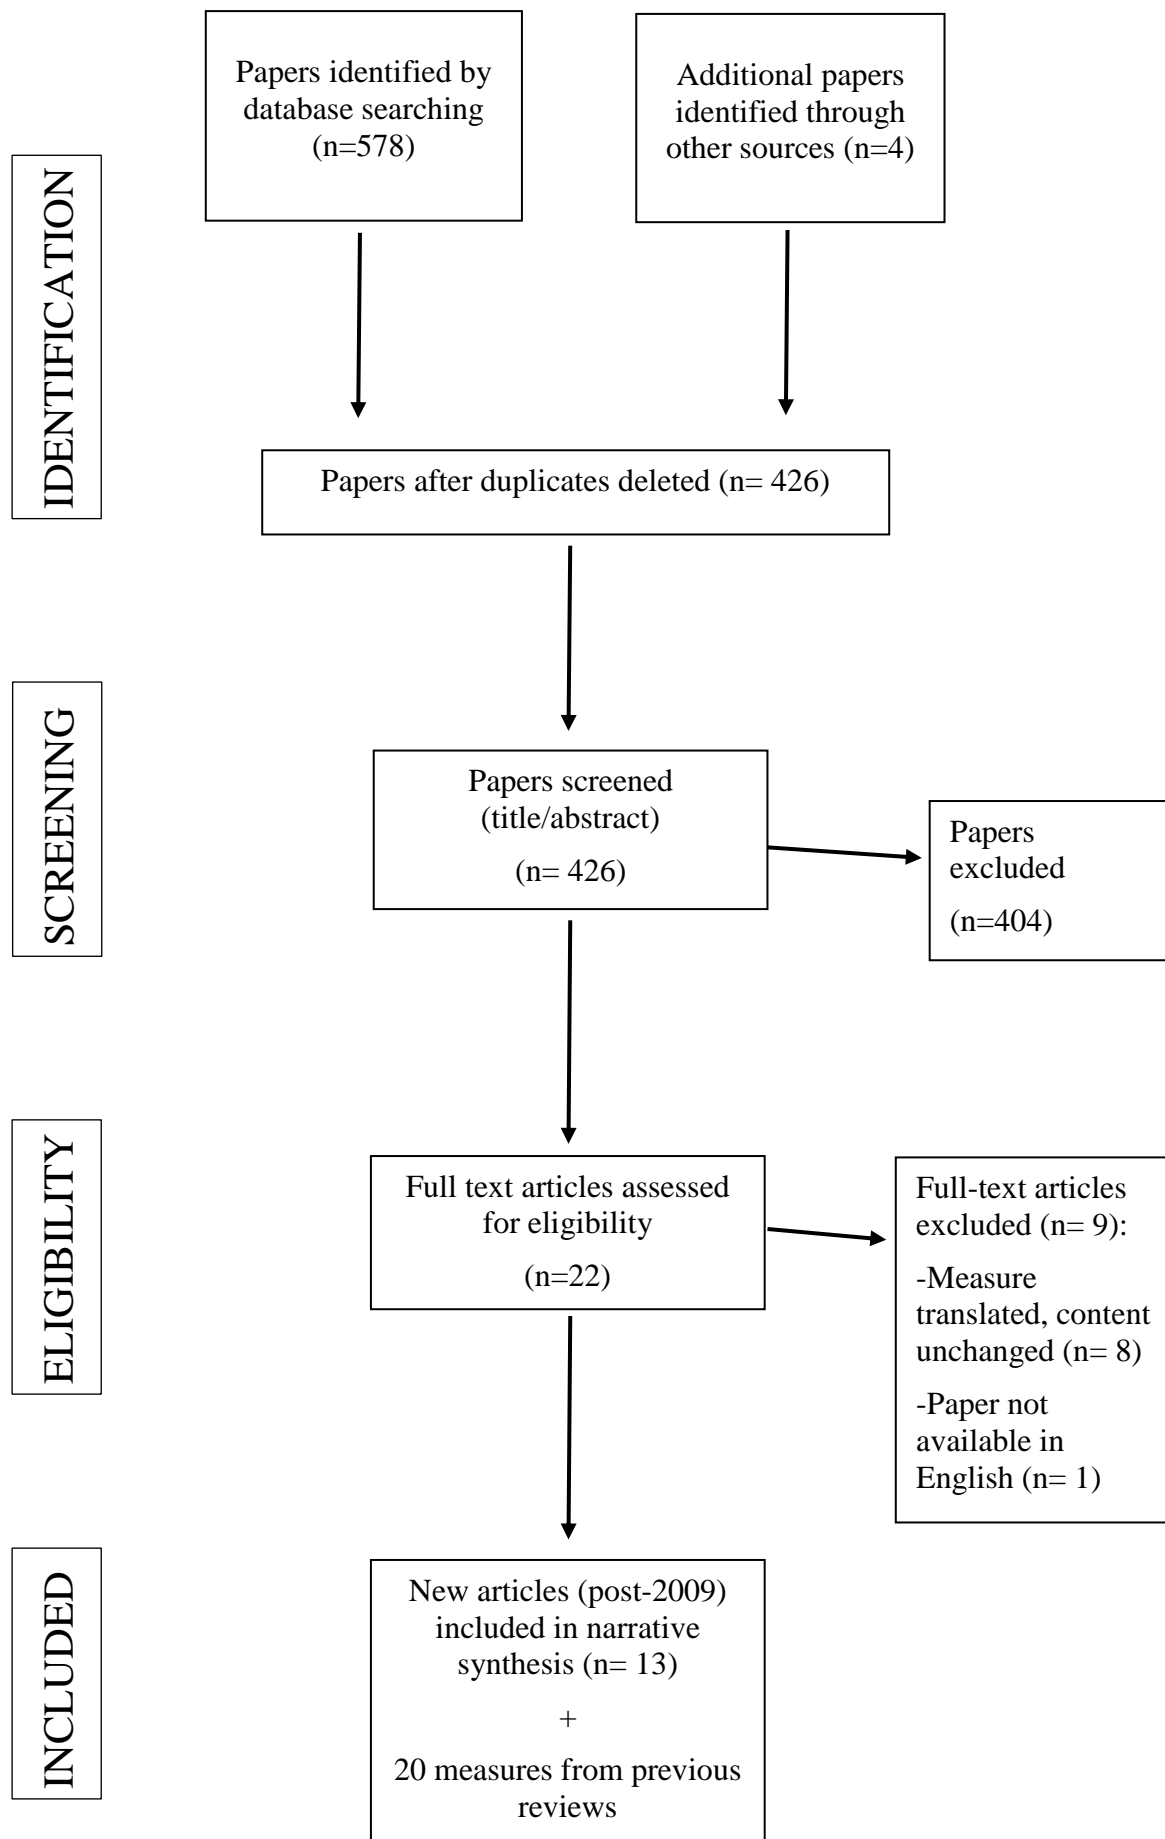 IDENTIFICATION
Papers identified by
database searching
(n=578)
Additional papers
identified through
other sources (n=4)
Papers after duplicates deleted (n= 426)
SCREENING
Papers screened
(title/abstract)
(n= 426)
Papers
excluded
(n=404)
ELIGIBILITY
Full text articles assessed
for eligibility
(n=22)
Full-text articles
excluded (n= 9):
-Measure
translated, content
unchanged (n= 8)
-Paper not
available in
English (n= 1)
INCLUDED
New articles (post-2009)
included in narrative
synthesis (n= 13)
+
20 measures from previous
reviews